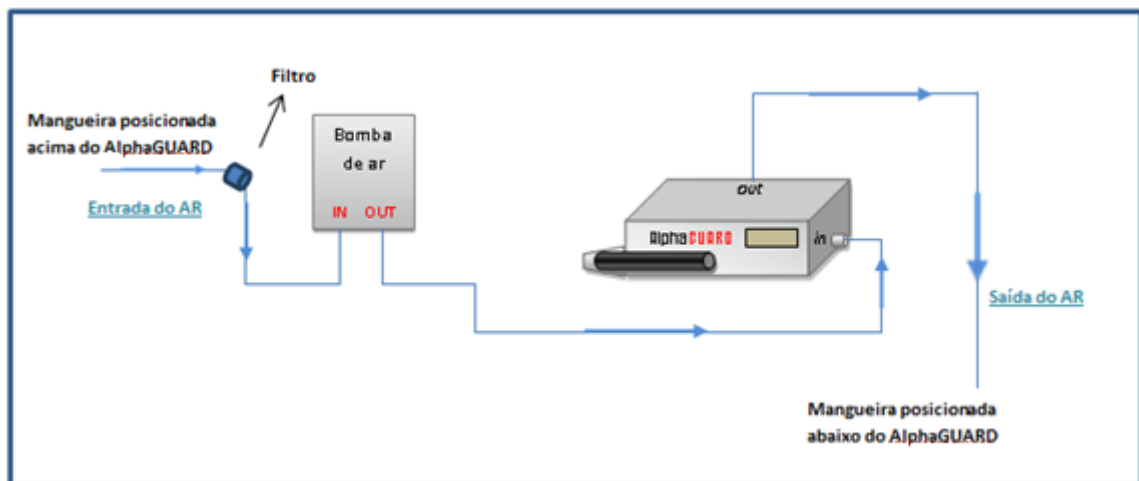 Filtro
Mangueira posicionada
acima do AlphaGUARD
Entrada do AR
Bomba
de ar
IN OUT
out
AlphaGUARD
in
Saída do AR
Mangueira posicionada
abaixo do AlphaGUARD